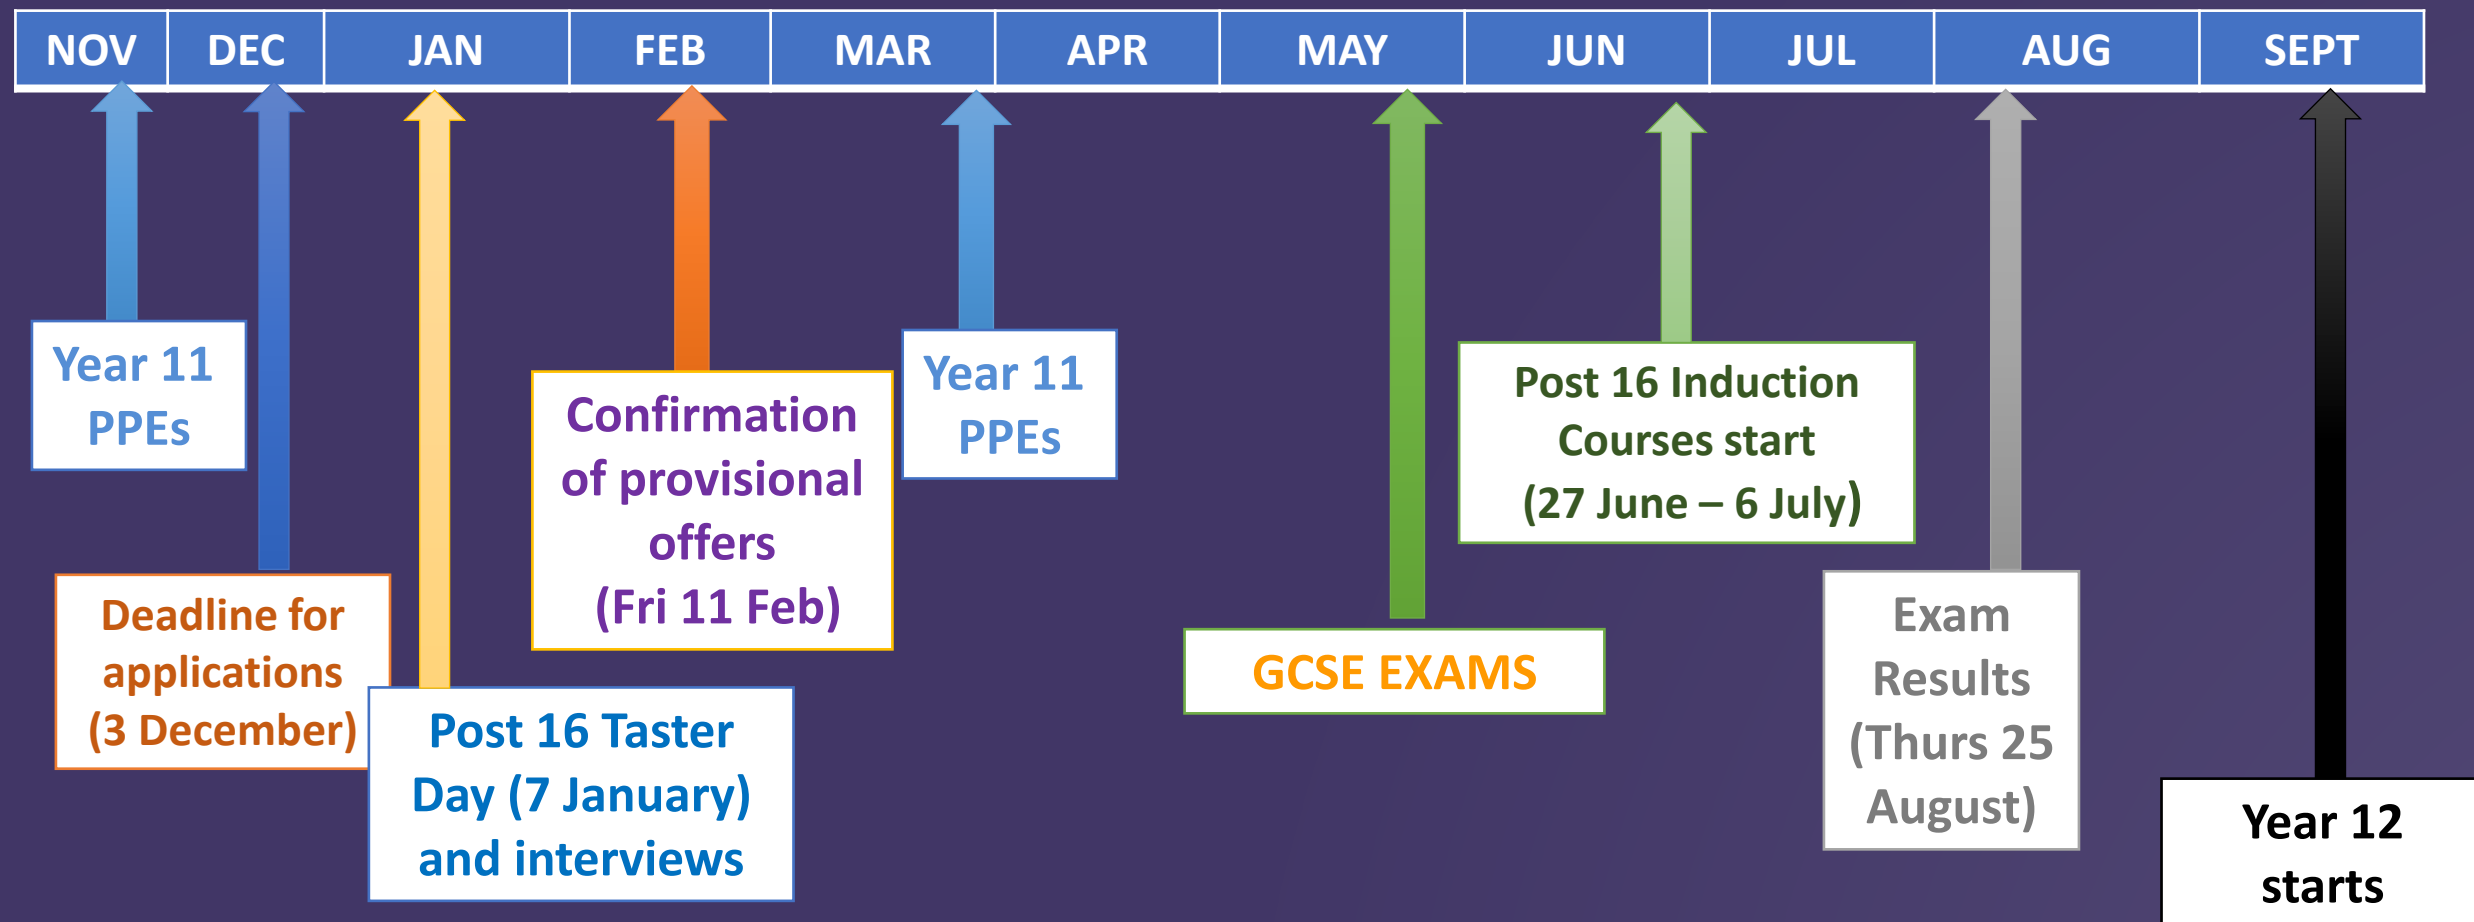 NOV DEC JAN FEB MAR APR MAY JUN JUL AUG SEPT
Year 11
PPEs
Deadline for
applications
(3 December)
Post 16 Taster
Day (7 January)
and interviews
Confirmation
of provisional
offers
(Fri 11 Feb)
Year 11
PPEs
GCSE EXAMS
Post 16 Induction
Courses start
(27 June – 6 July)
Exam
Results
(Thurs 25
August)
Year 12
starts